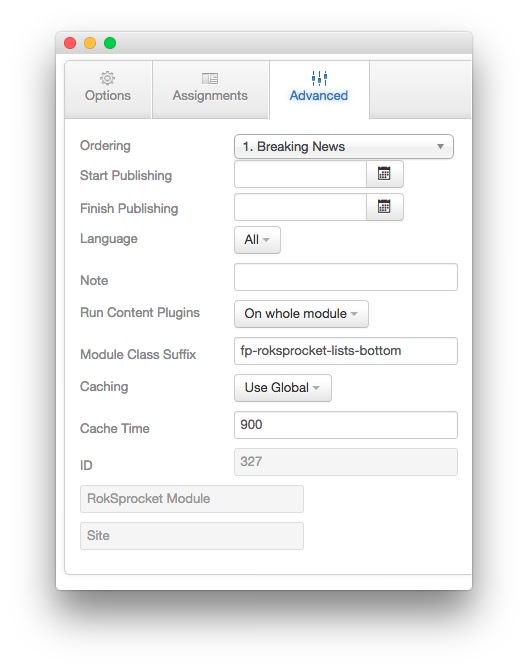 Options Assignments Advanced
Ordering 1. Breaking News
Start Publishing
Finish Publishing
Language All
Note
Run Content Plugins On whole module
Module Class Suffix fp-roksprocket-lists-bottom
Caching Use Global
Cache Time 900
ID 327
RokSprocket Module
Site